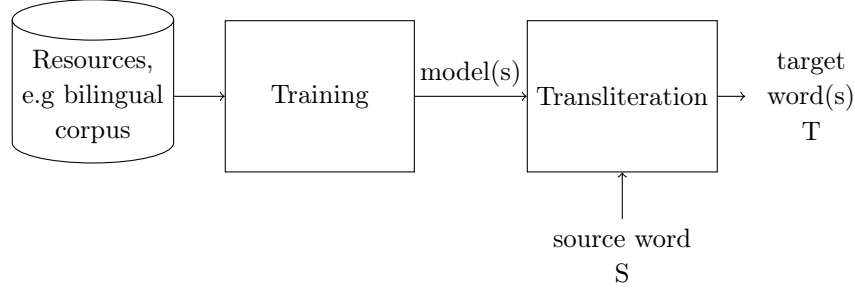 Resources,
e.g bilingual
corpus
Training
model(s)
Transliteration
target
word(s)
T
source word
S